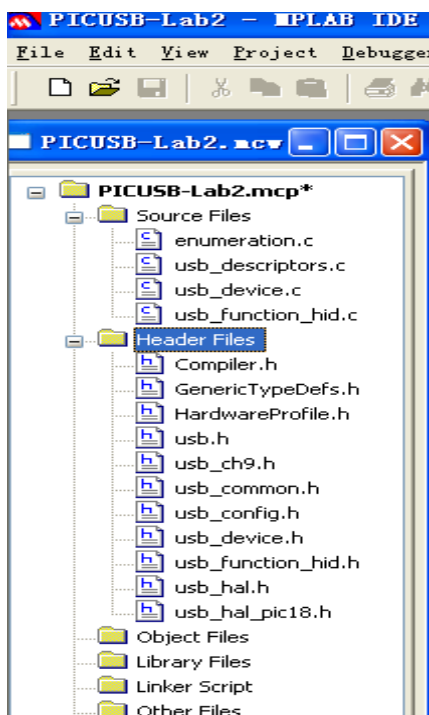 PICUSB-Lab2 - MPLAB IDE
File Edit View Project Debugger
PICUSB-Lab2.mcw
PICUSB-Lab2.mcp*
Source Files
enumeration.c
usb_descriptors.c
usb_device.c
usb_function_hid.c
Header Files
Compiler.h
GenericTypeDefs.h
HardwareProfile.h
usb.h
usb_ch9.h
usb_common.h
usb_config.h
usb_device.h
usb_function_hid.h
usb_hal.h
usb_hal_pic18.h
Object Files
Library Files
Linker Script
Other Files